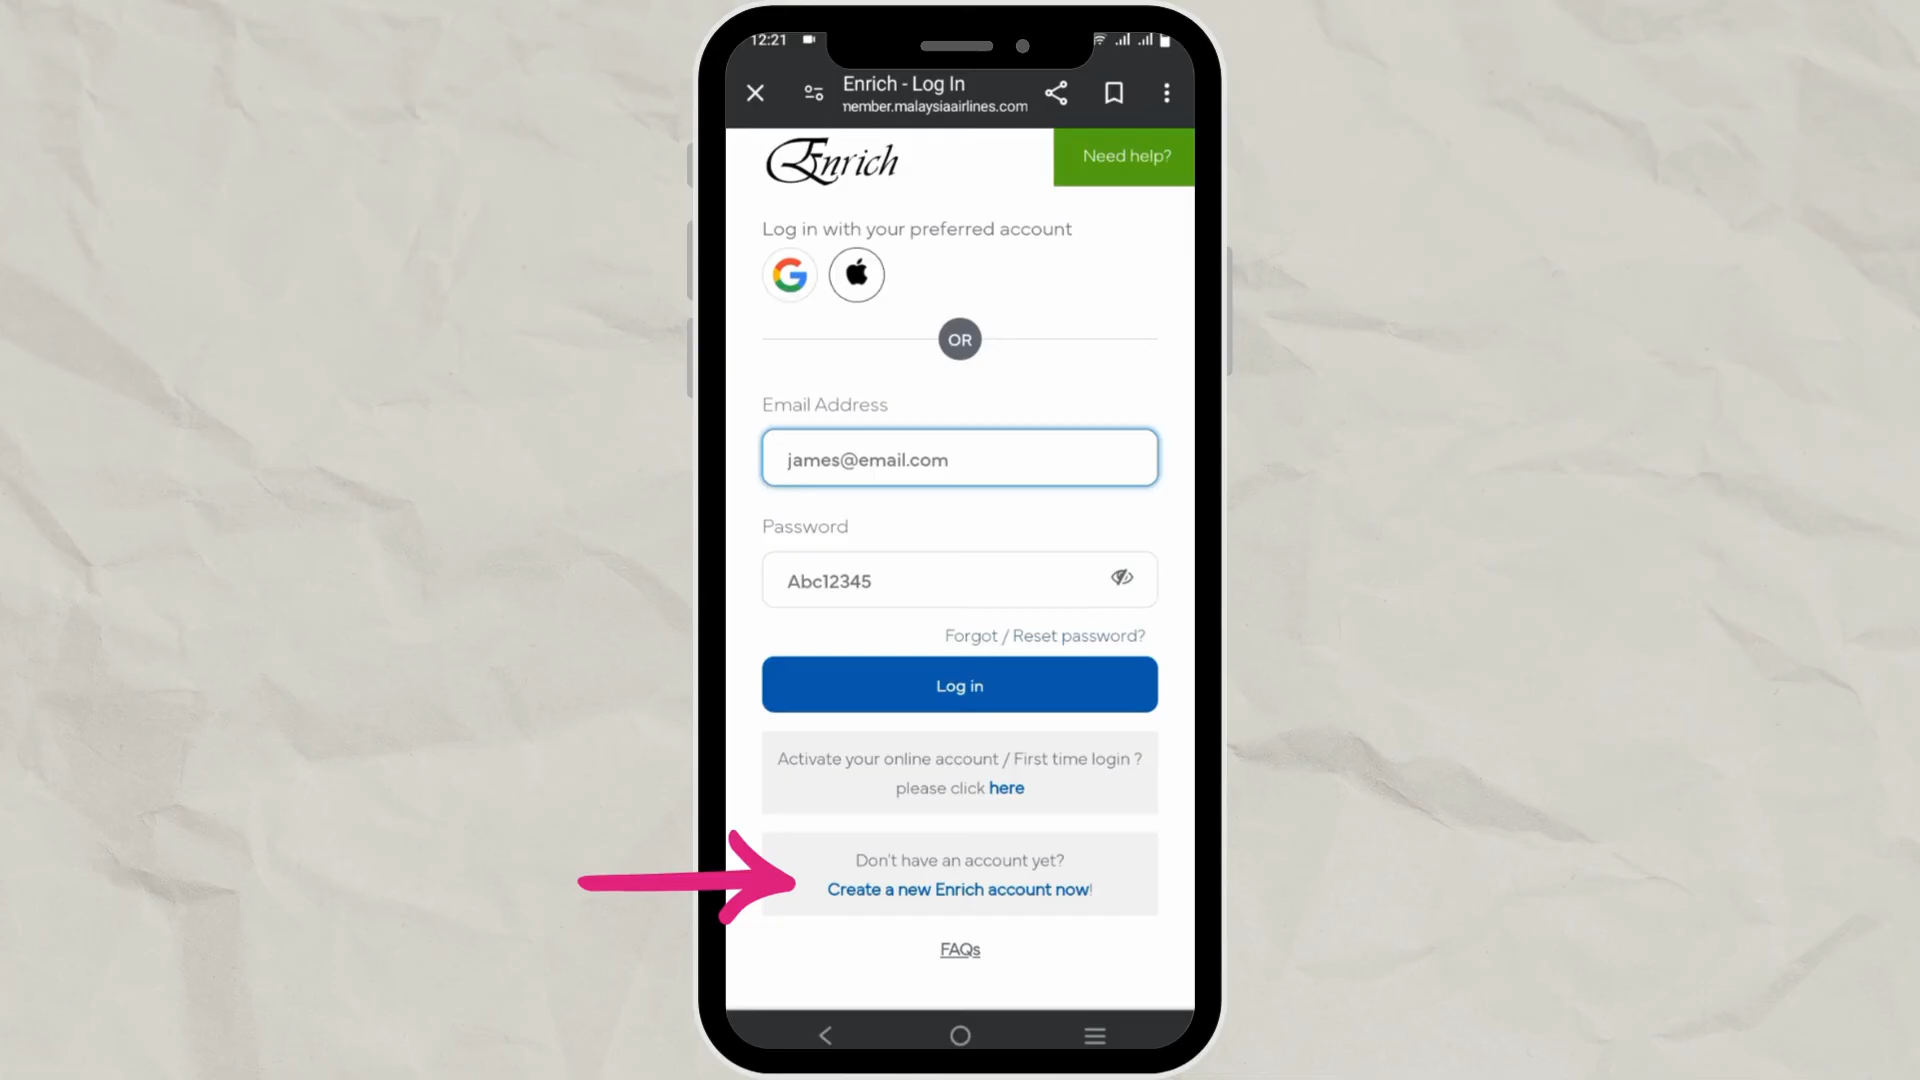 12:21
Enrich - Log In
nember.malaysiaairlines.com
Enrich
Need help?
Log in with your preferred account
OR
Email Address
james@email.com
Password
Abc12345
Forgot / Reset password?
Log in
Activate your online account / First time login ?
please click here
Don't have an account yet?
Create a new Enrich account now!
FAQs